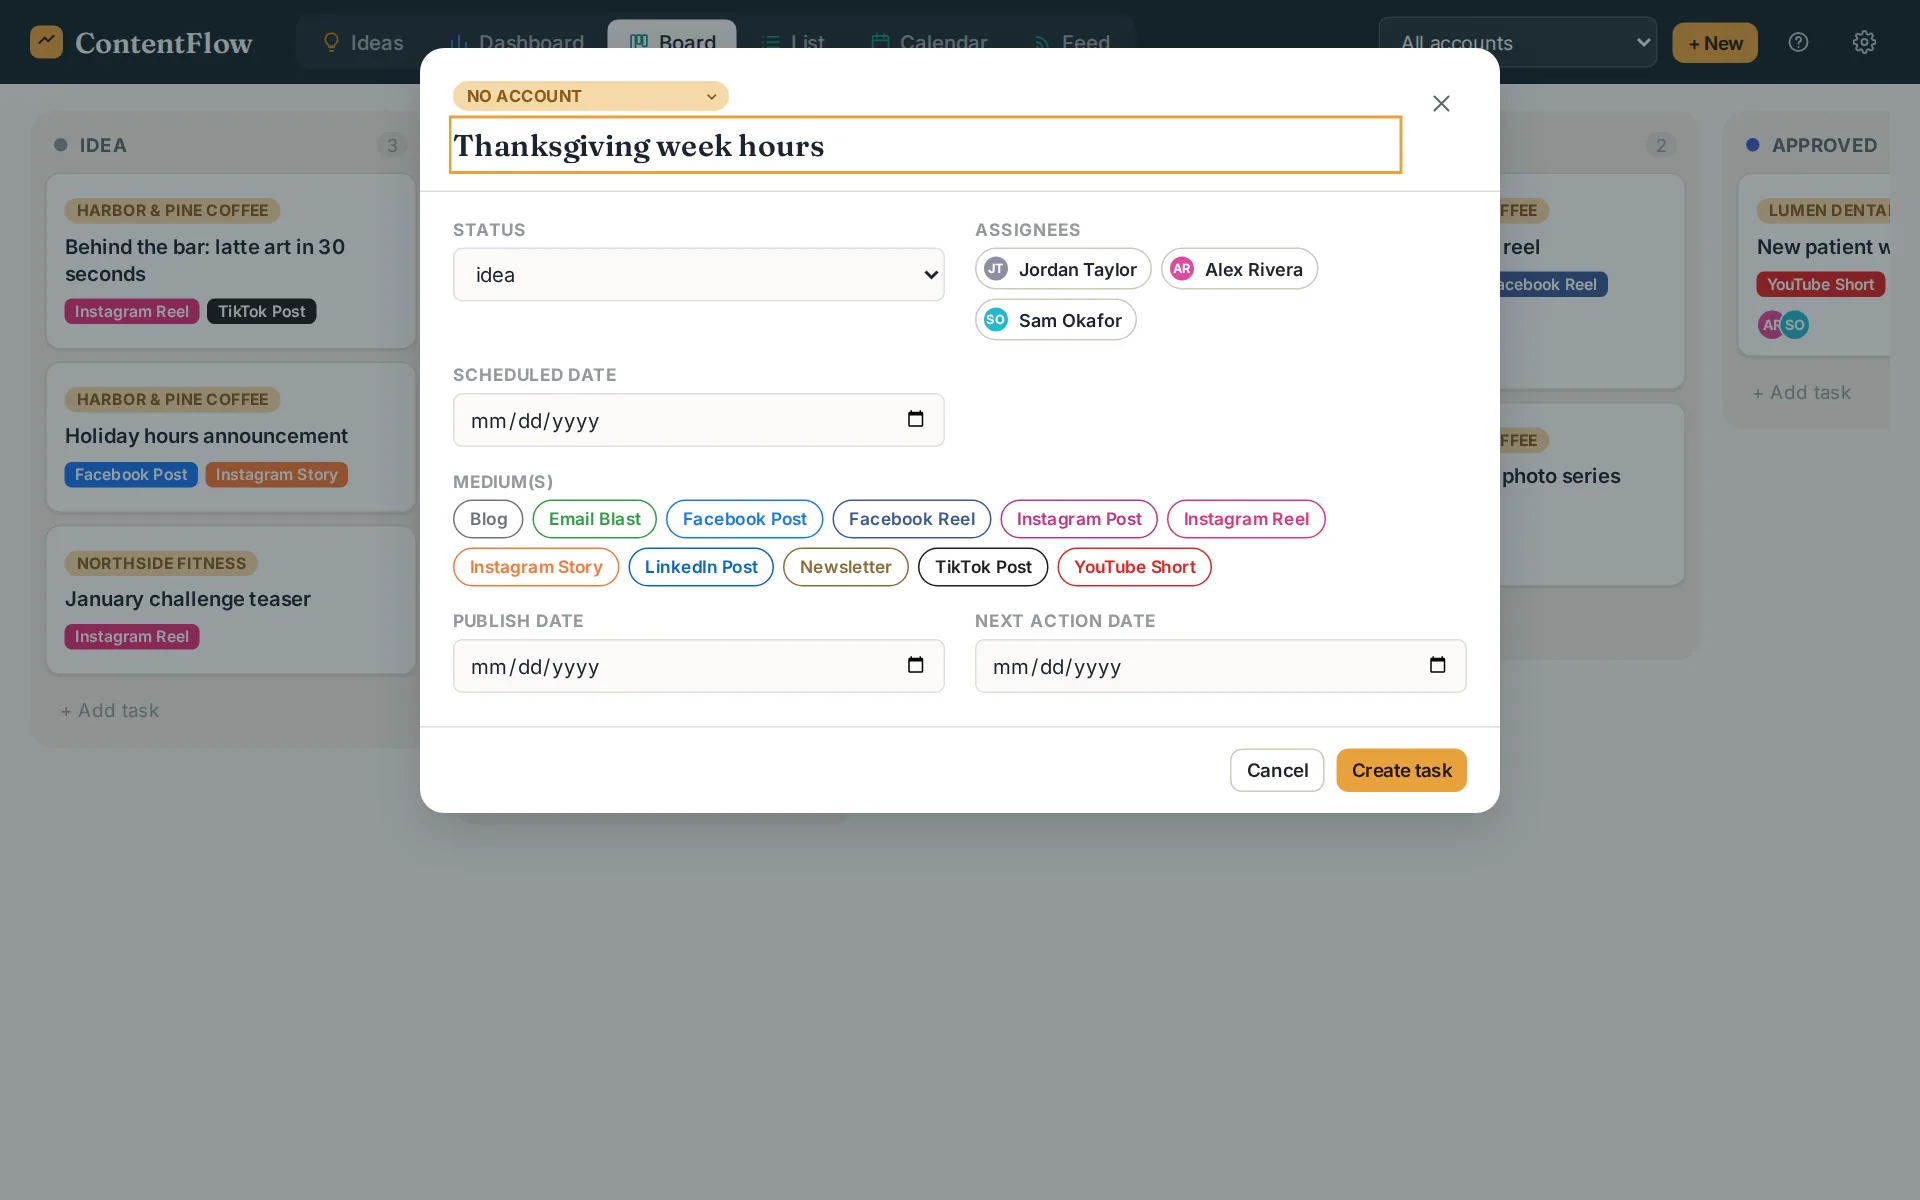 ContentFlow
Ideas
Dashboard
Board
List
Calendar
Feed
All accounts
+ New
IDEA
3
HARBOR & PINE COFFEE
Behind the bar: latte art in 30
seconds
Instagram Reel
TikTok Post
HARBOR & PINE COFFEE
Holiday hours announcement
Facebook Post
Instagram Story
NORTHSIDE FITNESS
January challenge teaser
Instagram Reel
+ Add task
NO ACCOUNT
Thanksgiving week hours
STATUS
idea
ASSIGNEES
JT Jordan Taylor
AR Alex Rivera
SO Sam Okafor
SCHEDULED DATE
mm/dd/yyyy
MEDIUM(S)
Blog
Email Blast
Facebook Post
Facebook Reel
Instagram Post
Instagram Reel
Instagram Story
LinkedIn Post
Newsletter
TikTok Post
YouTube Short
PUBLISH DATE
mm/dd/yyyy
NEXT ACTION DATE
mm/dd/yyyy
Cancel
Create task
2
reel
Reel
photo series
APPROVED
LUMEN
New patient
YouTube Short
AR
SO
+ Add task